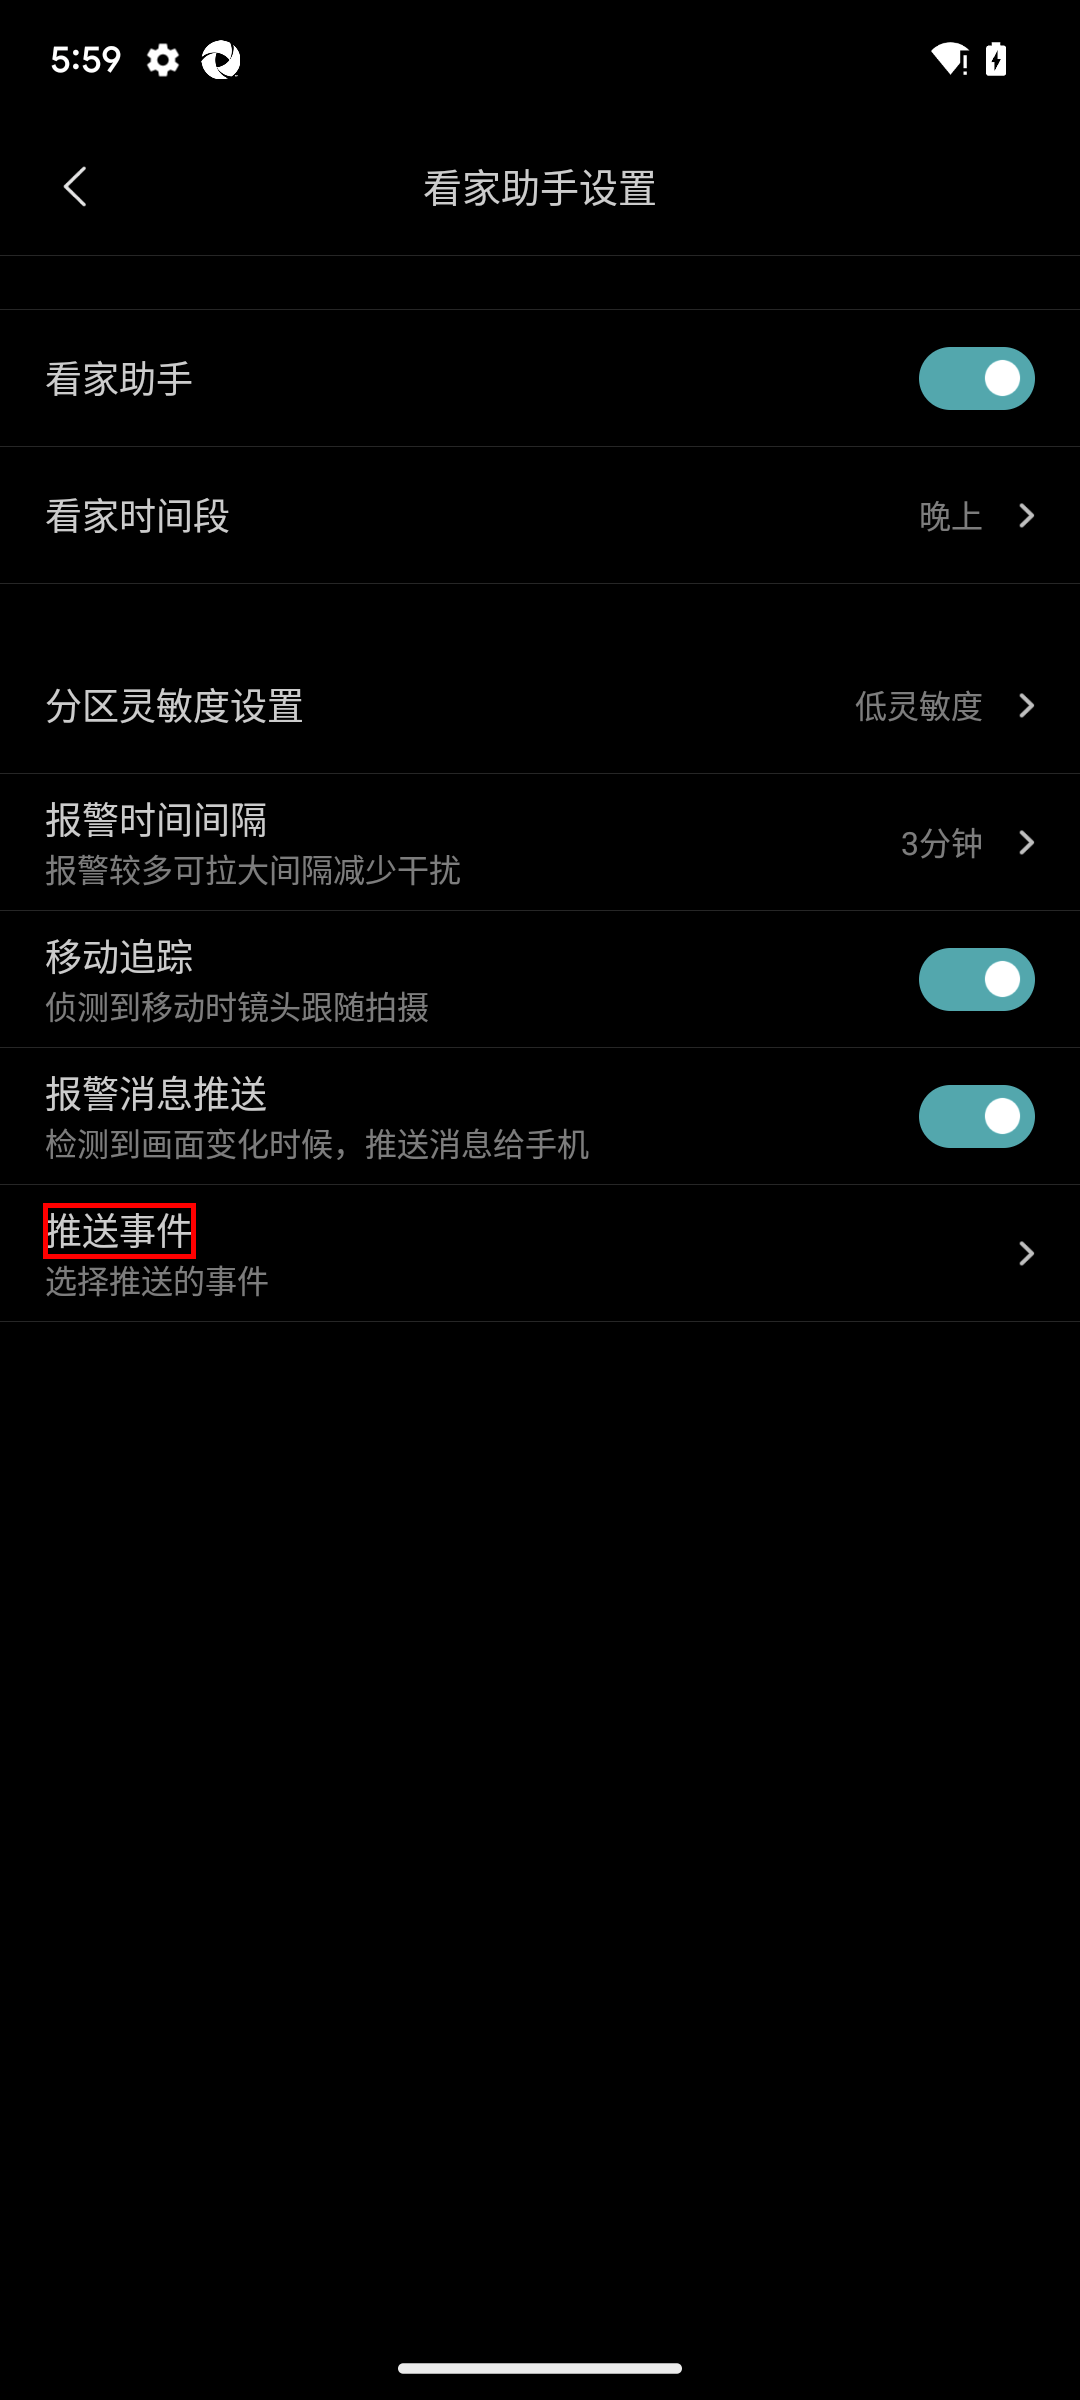 5:59
看家助手设置
看家助手
看家时间段
晚上
分区灵敏度设置
低灵敏度
报警时间间隔
报警较多可拉大间隔减少干扰
3分钟
移动追踪
侦测到移动时镜头跟随拍摄
报警消息推送
检测到画面变化时候，推送消息给手机
推送事件
选择推送的事件